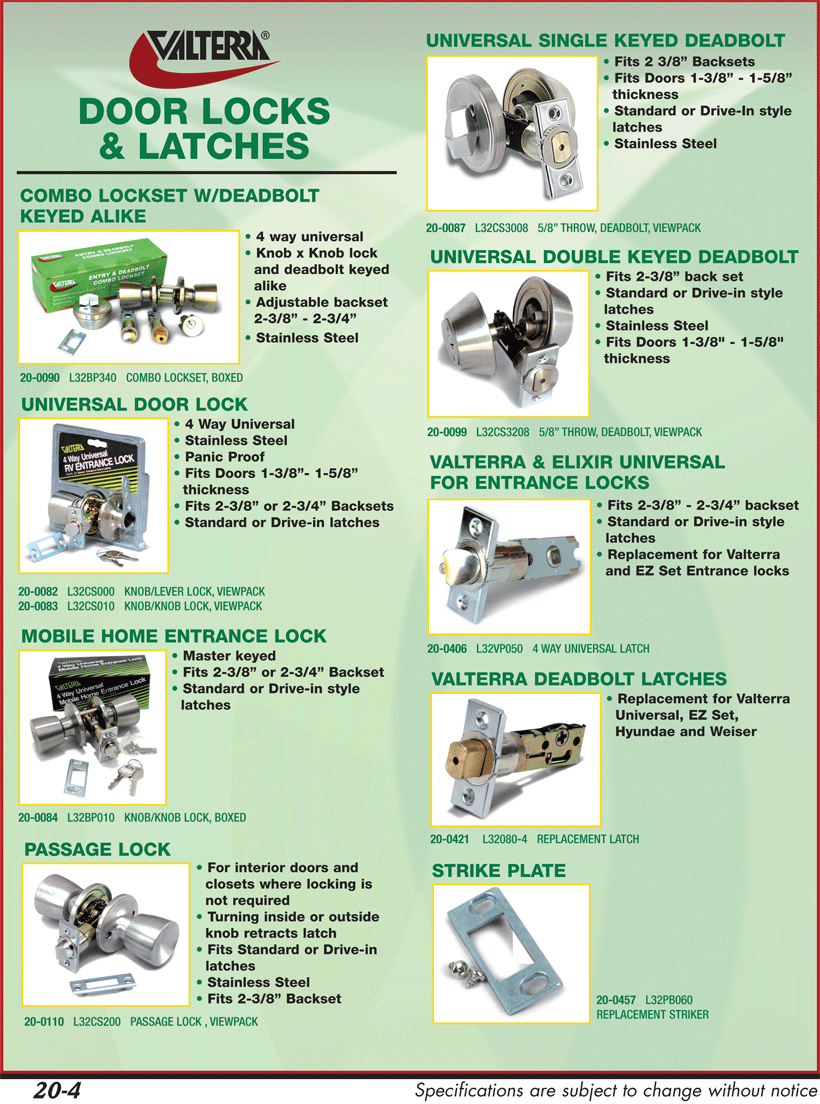 VALTERRA®
DOOR LOCKS
& LATCHES
COMBO LOCKSET W/DEADBOLT
KEYED ALIKE
ENTRY & DEADBOLT
COMBO LOCKSET
VALTERRA
ENTRY & DEADBOLT
COMBO LOCKSET
• 4 way universal
• Knob x Knob lock
and deadbolt keyed
alike
• Adjustable backset
2-3/8” - 2-3/4”
• Stainless Steel
20-0090 L32BP340 COMBO LOCKSET, BOXED
UNIVERSAL DOOR LOCK
VALTERRA
4 Way Universal
RV ENTRANCE LOCK
• 4 Way Universal
• Stainless Steel
• Panic Proof
• Fits Doors 1-3/8”- 1-5/8”
thickness
• Fits 2-3/8” or 2-3/4” Backsets
• Standard or Drive-in latches
20-0082 L32CS000 KNOB/LEVER LOCK, VIEWPACK
20-0083 L32CS010 KNOB/KNOB LOCK, VIEWPACK
MOBILE HOME ENTRANCE LOCK
VALTERRA
4 Way Universal
Mobile Home Entrance Lock
VALTERRA
4 Way Universal
Mobile Home Entrance Lock
• Master keyed
• Fits 2-3/8” or 2-3/4” Backset
• Standard or Drive-in style
latches
20-0084 L32BP010 KNOB/KNOB LOCK, BOXED
PASSAGE LOCK
• For interior doors and
closets where locking is
not required
• Turning inside or outside
knob retracts latch
• Fits Standard or Drive-in
latches
• Stainless Steel
• Fits 2-3/8” Backset
20-0110 L32CS200 PASSAGE LOCK , VIEWPACK
UNIVERSAL SINGLE KEYED DEADBOLT
• Fits 2 3/8” Backsets
• Fits Doors 1-3/8” - 1-5/8”
thickness
• Standard or Drive-In style
latches
• Stainless Steel
20-0087 L32CS3008 5/8” THROW, DEADBOLT, VIEWPACK
UNIVERSAL DOUBLE KEYED DEADBOLT
• Fits 2-3/8” back set
• Standard or Drive-in style
latches
• Stainless Steel
• Fits Doors 1-3/8" - 1-5/8"
thickness
20-0099 L32CS3208 5/8” THROW, DEADBOLT, VIEWPACK
VALTERRA & ELIXIR UNIVERSAL
FOR ENTRANCE LOCKS
• Fits 2-3/8” - 2-3/4” backset
• Standard or Drive-in style
latches
• Replacement for Valterra
and EZ Set Entrance locks
20-0406 L32VP050 4 WAY UNIVERSAL LATCH
VALTERRA DEADBOLT LATCHES
• Replacement for Valterra
Universal, EZ Set,
Hyundae and Weiser
20-0421 L32080-4 REPLACEMENT LATCH
STRIKE PLATE
20-0457 L32PB060
REPLACEMENT STRIKER
20-4
Specifications are subject to change without notice